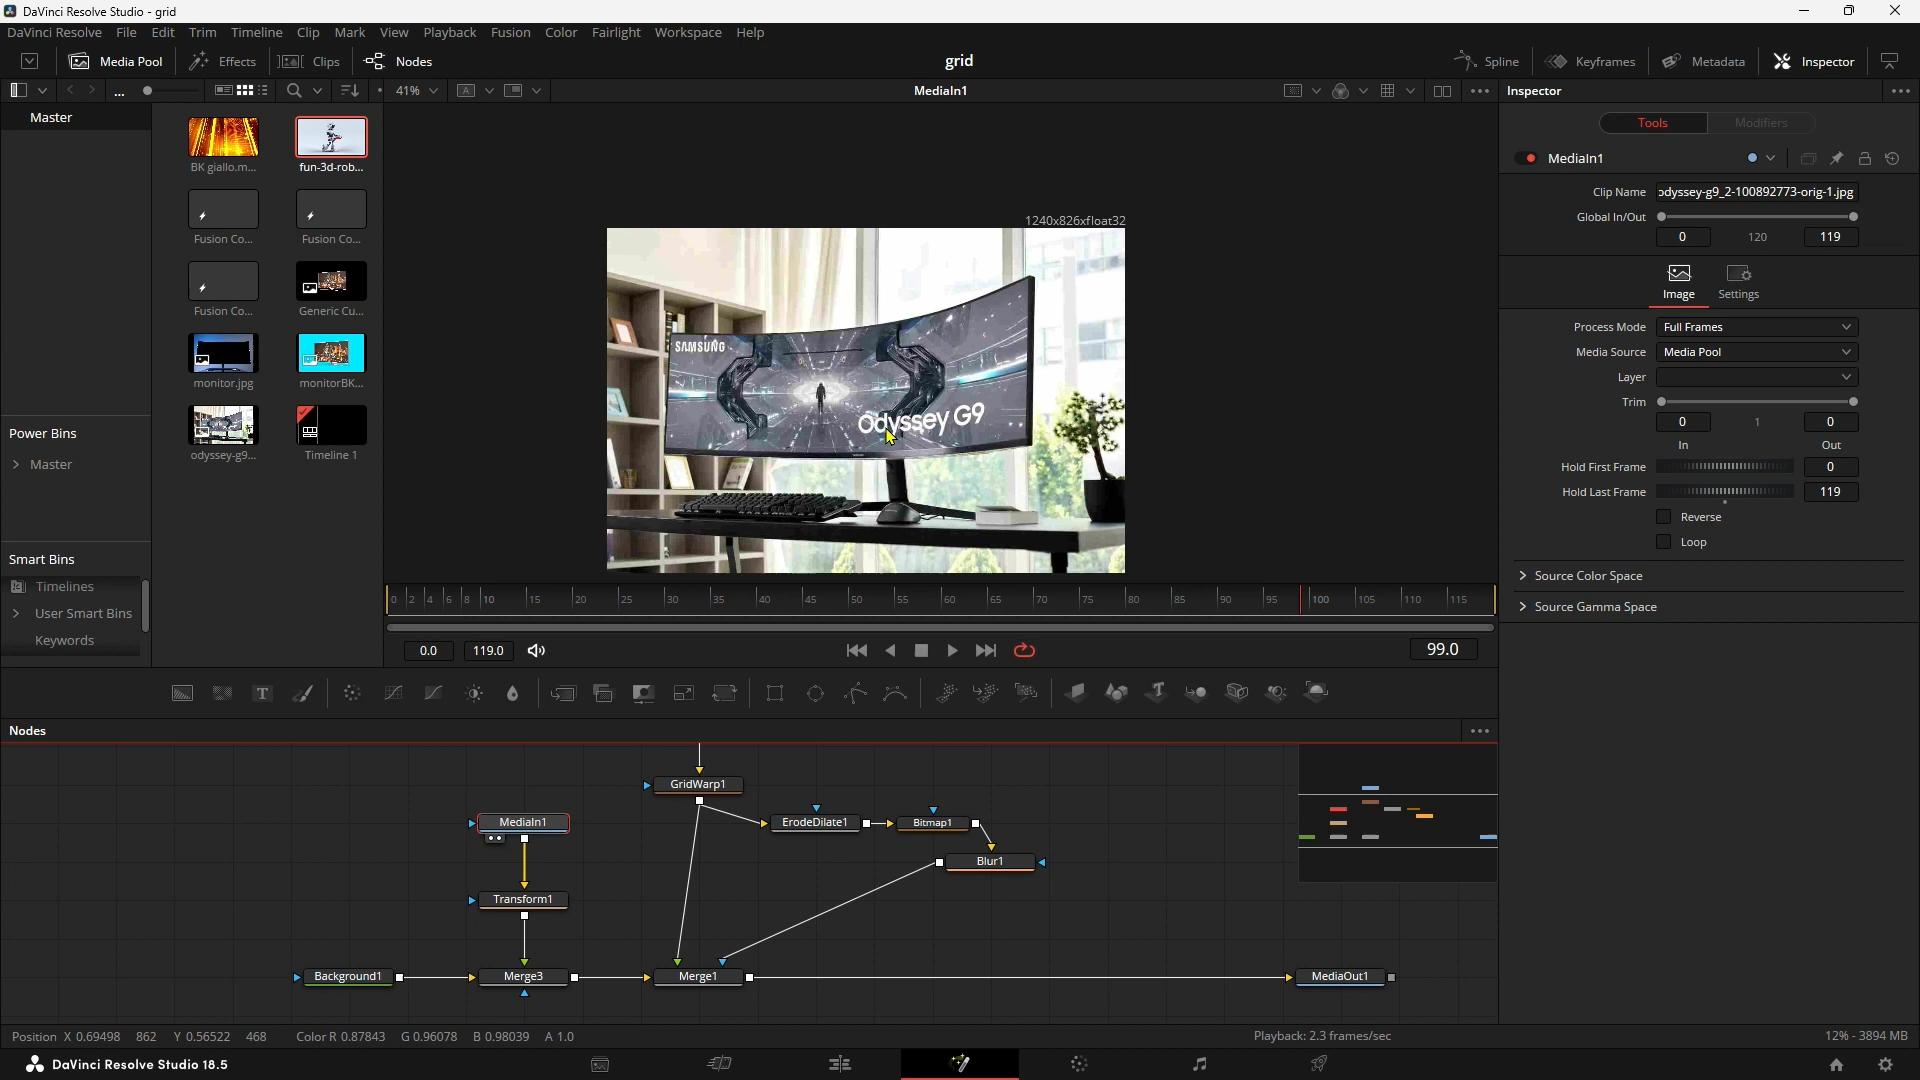 DaVinci Resolve Studio - grid
DaVinci Resolve File Edit Trim Timeline Clip Mark View Playback Fusion Color Fairlight Workspace Help
Media Pool Effects Clips Nodes grid Spline Keyframes Metadata Inspector
... 41% A MediaIn1 Inspector
Master
BK giallo.m...
fun-3d-rob...
Fusion Co...
Fusion Co...
Fusion Co...
Generic Cu...
monitor.jpg
monitorBK...
odyssey-g9...
Timeline 1
Power Bins
Master
Smart Bins
Timelines
User Smart Bins
Keywords
1240x826xfloat32
SAMSUNG
Odyssey G9
0 2 4 6 8 10 15 20 25 30 35 40 45 50 55 60 65 70 75 80 85 90 95 100 105 110 115
0.0 119.0 99.0
Tools Modifiers
MediaIn1
Clip Name odyssey-g9_2-100892773-orig-1.jpg
Global In/Out
0 120 119
Image Settings
Process Mode Full Frames
Media Source Media Pool
Layer
Trim
0 1 0
In Out
Hold First Frame 0
Hold Last Frame 119
Reverse
Loop
Source Color Space
Source Gamma Space
T T
Nodes
GridWarp1
MediaIn1
ErodeDilate1
Bitmap1
Blur1
Transform1
Background1
Merge3
Merge1
MediaOut1
Position X 0.69498 862 Y 0.56522 468 Color R 0.87843 G 0.96078 B 0.98039 A 1.0 Playback: 2.3 frames/sec 12% - 3894 MB
DaVinci Resolve Studio 18.5